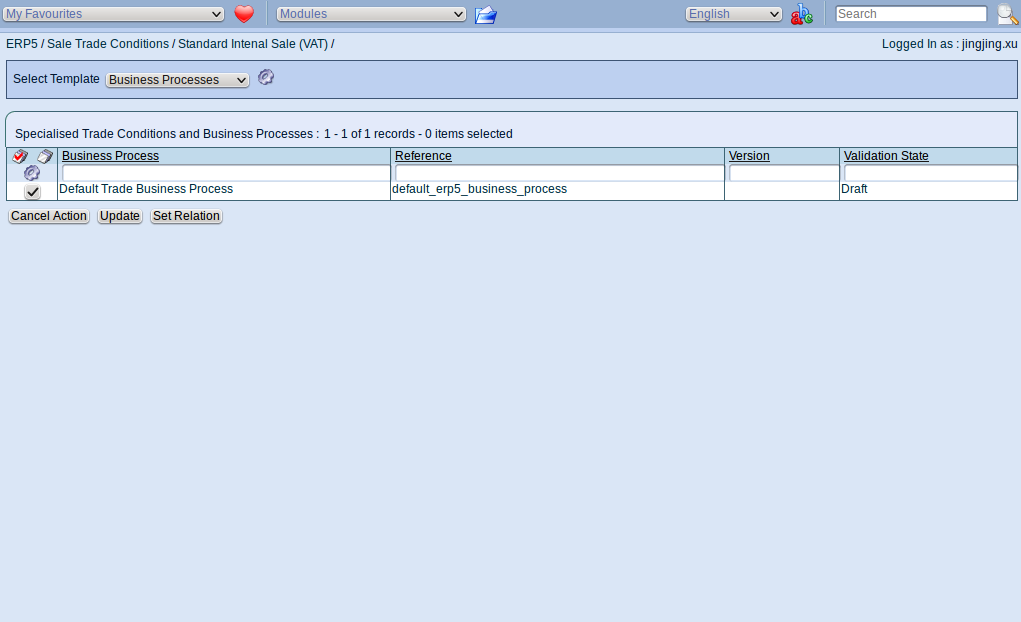 My Favourites Modules English Search
ERP5 / Sale Trade Conditions / Standard Intenal Sale (VAT) / Logged In as : jingjing.xu
Select Template Business Processes
Specialised Trade Conditions and Business Processes : 1 - 1 of 1 records - 0 items selected
Business Process Reference Version Validation State
Default Trade Business Process default_erp5_business_process Draft
Cancel Action Update Set Relation